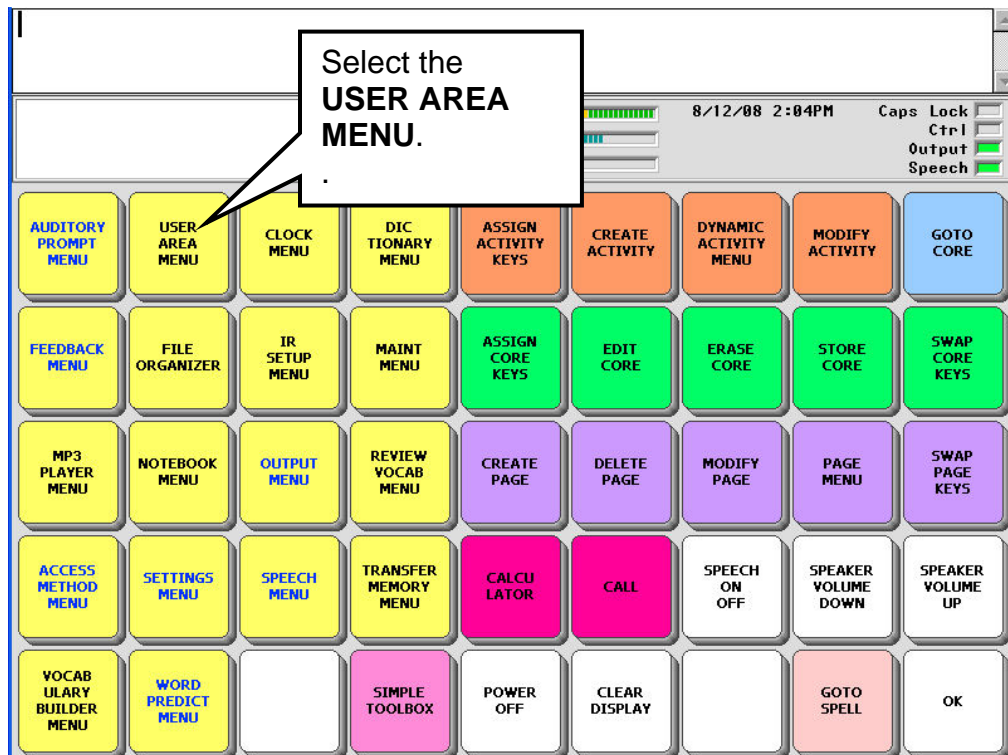 Select the
USER AREA
MENU.
.
8/12/08 2:04PM
Caps Lock
Ctrl
Output
Speech
AUDITORY
PROMPT
MENU
USER
AREA
MENU
CLOCK
MENU
DIC
TIONARY
MENU
ASSIGN
ACTIVITY
KEYS
CREATE
ACTIVITY
DYNAMIC
ACTIVITY
MENU
MODIFY
ACTIVITY
GOTO
CORE
FEEDBACK
MENU
FILE
ORGANIZER
IR
SETUP
MENU
MAINT
MENU
ASSIGN
CORE
KEYS
EDIT
CORE
ERASE
CORE
STORE
CORE
SWAP
CORE
KEYS
MP3
PLAYER
MENU
NOTEBOOK
MENU
OUTPUT
MENU
REVIEW
VOCAB
MENU
CREATE
PAGE
DELETE
PAGE
MODIFY
PAGE
PAGE
MENU
SWAP
PAGE
KEYS
ACCESS
METHOD
MENU
SETTINGS
MENU
SPEECH
MENU
TRANSFER
MEMORY
MENU
CALCU
LATOR
CALL
SPEECH
ON
OFF
SPEAKER
VOLUME
DOWN
SPEAKER
VOLUME
UP
VOCAB
ULARY
BUILDER
MENU
WORD
PREDICT
MENU
SIMPLE
TOOLBOX
POWER
OFF
CLEAR
DISPLAY
GOTO
SPELL
OK